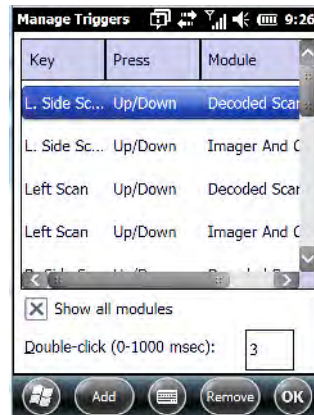 Manage Triggers 9:26
Key Press Module
L. Side Sc... Up/Down Decoded Scar
L. Side Sc... Up/Down Imager And C
Left Scan Up/Down Decoded Scar
Left Scan Up/Down Imager And C
Show all modules
Double-click (0-1000 msec): 3
Add Remove OK